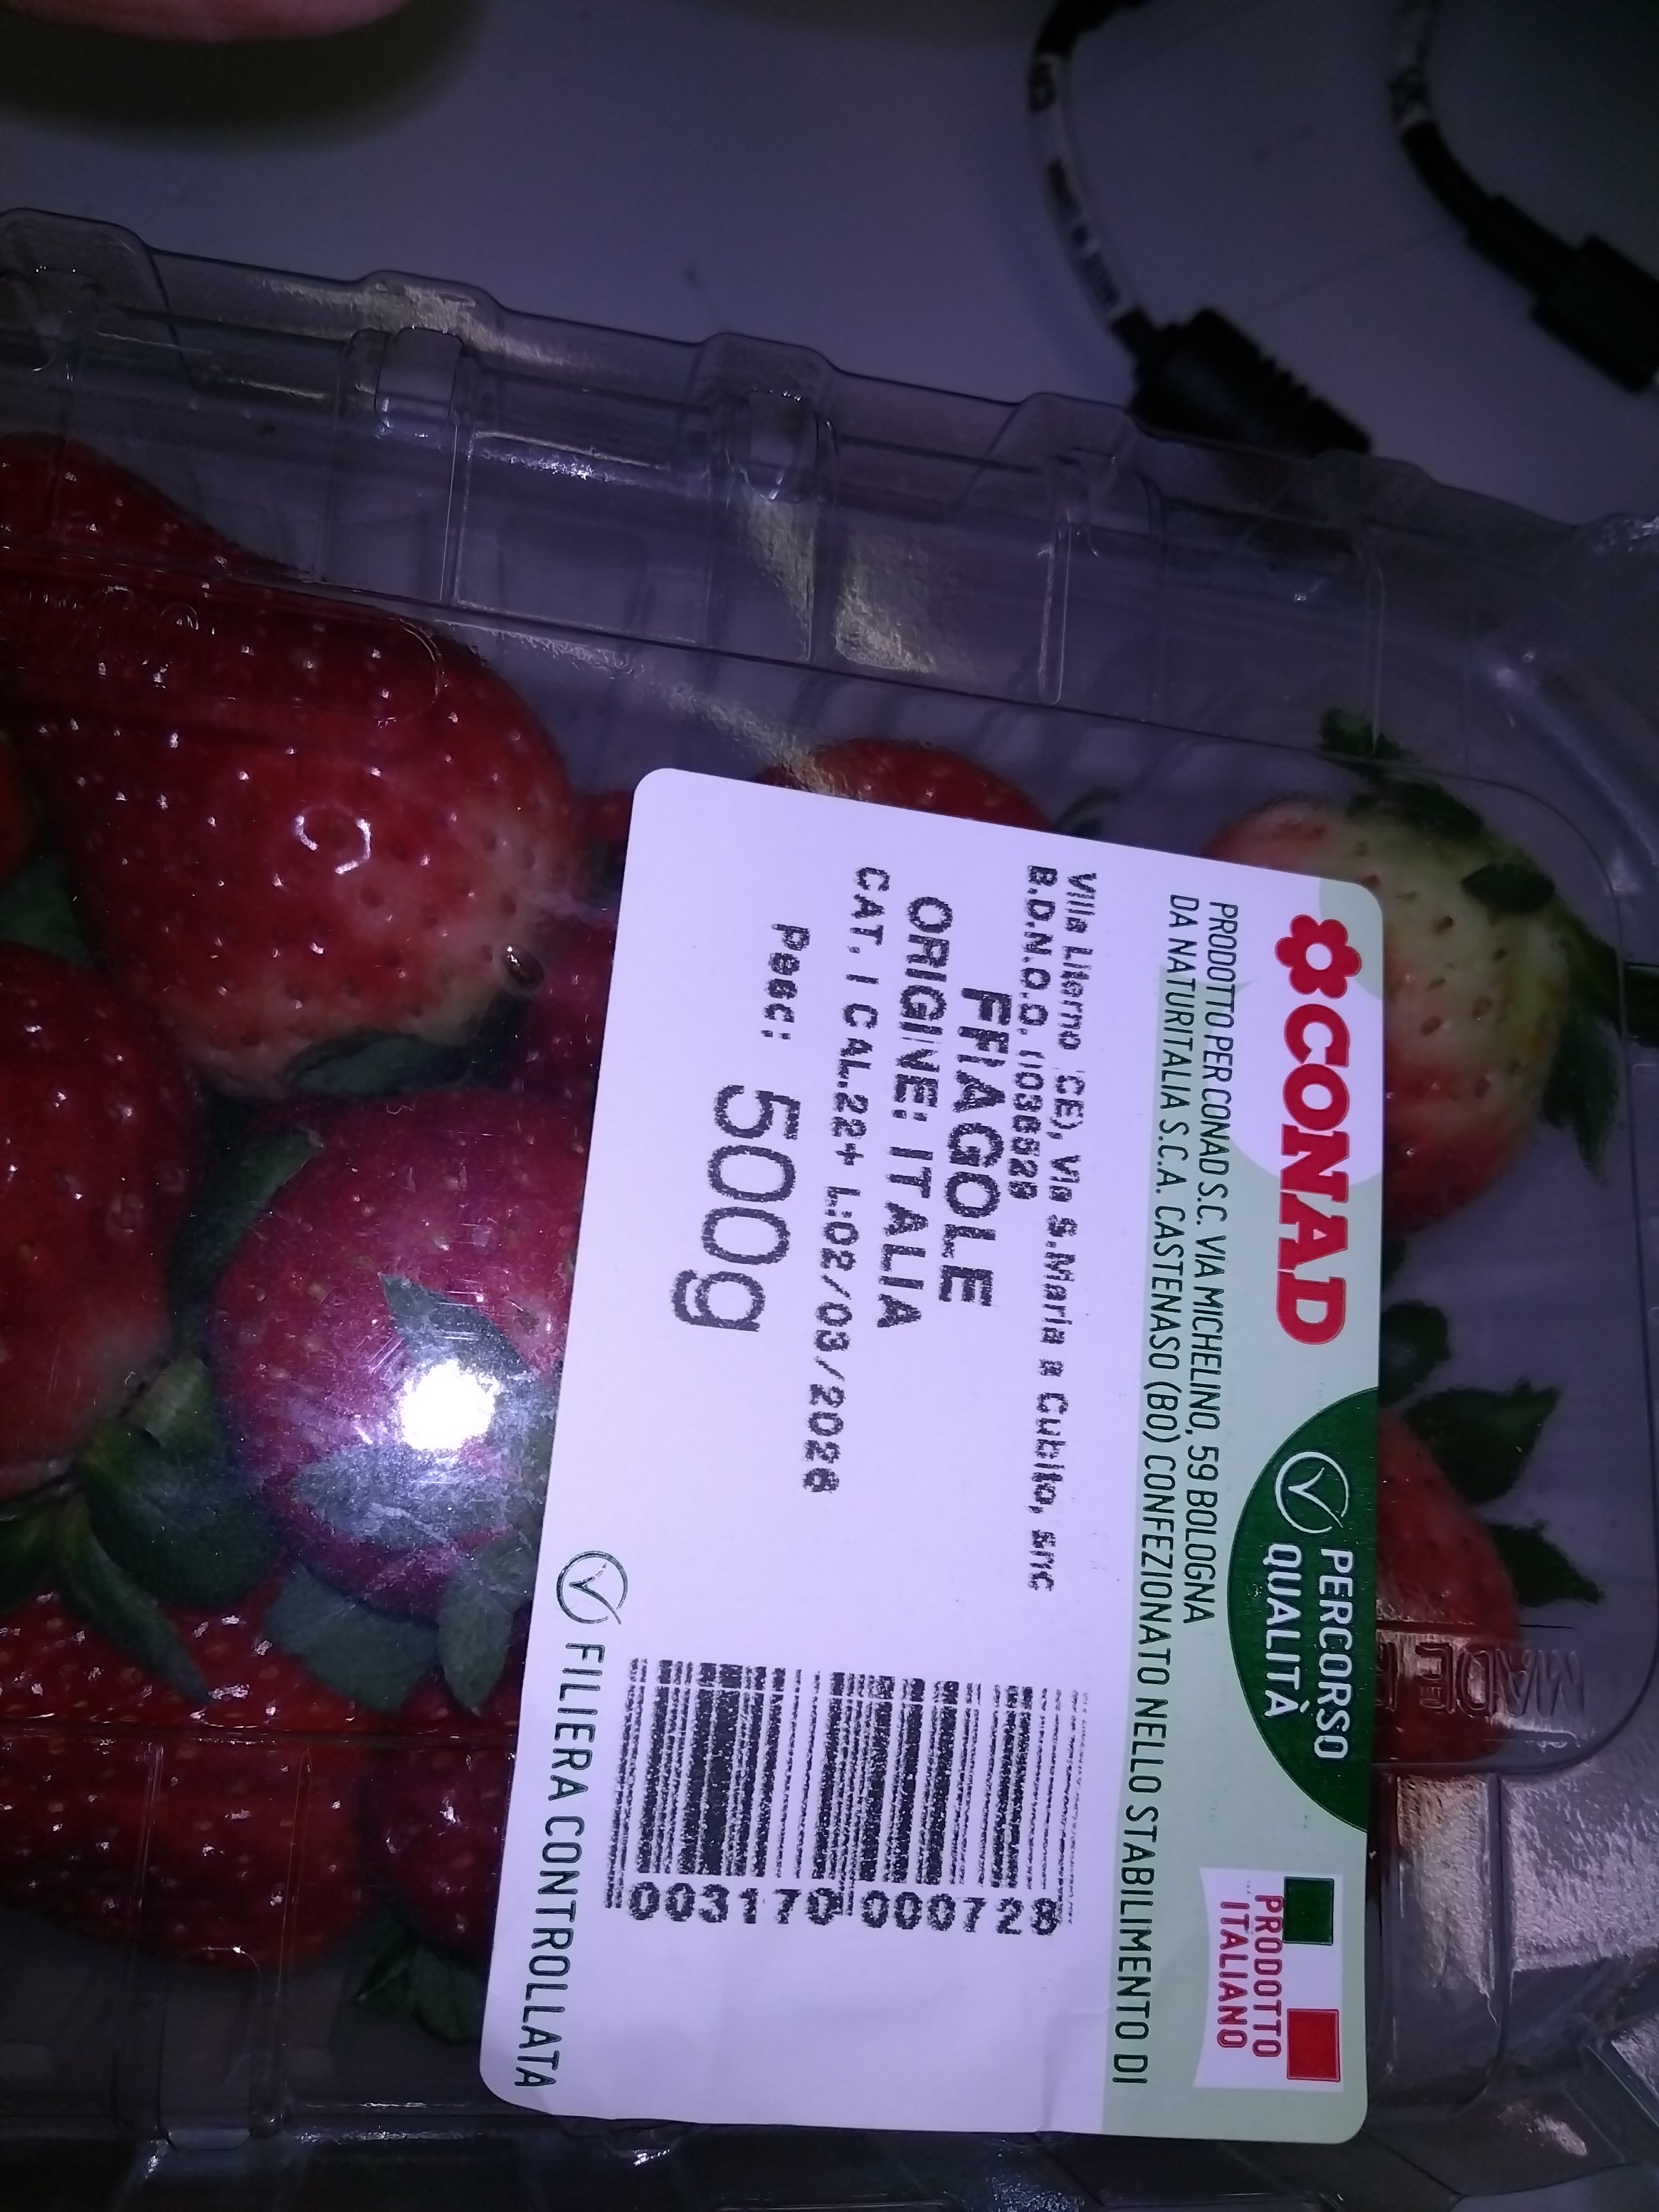 CONAD
PERCORSO
QUALITÀ
PRODOTTO
ITALIANO
PRODOTTO PER CONAD S.C. VIA MICHELINO, 59 BOLOGNA
DA NATURITALIA S.C.A. CASTENASO (BO) CONFEZIONATO NELLO STABILIMENTO DI
Villa Literno (CE), Via S.Maria a Cubito, snc
B.D.N.O.O.
FRAGOLE
ORIGINE: ITALIA
CAT. I CAL.22+ L:02/03/2026
Peso: 500g
003170 000728
FILIERA CONTROLLATA
MADE